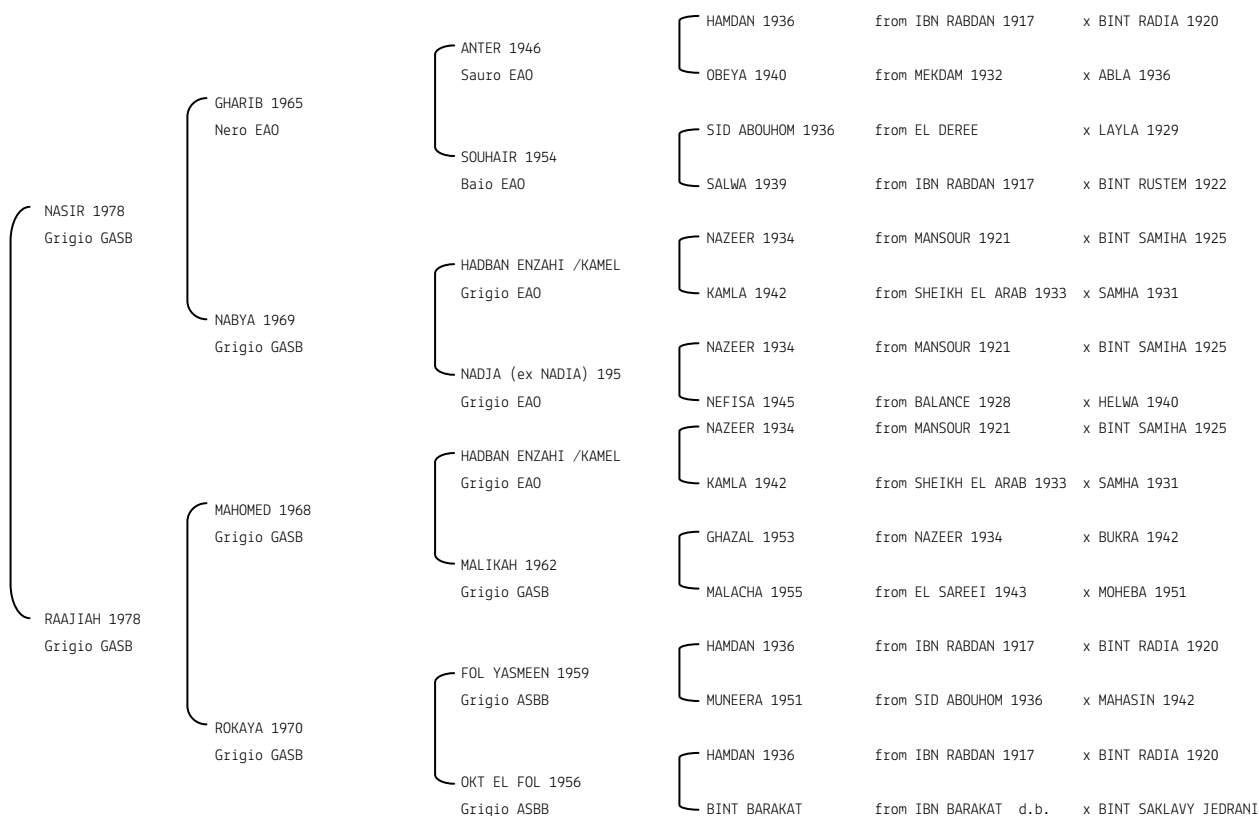 HAMDAN 1936 from IBN RABDAN 1917 x BINT RADIA 1920
ANTER 1946
Sauro EAO
OBEYA 1940 from MEKDAM 1932 x ABLA 1936
GHARIB 1965
Nero EAO
SID ABOUHOM 1936 from EL DEREE x LAYLA 1929
SOUHAIR 1954
Baio EAO
SALWA 1939 from IBN RABDAN 1917 x BINT RUSTEM 1922
NASIR 1978
Grigio GASB
NAZEER 1934 from MANSOUR 1921 x BINT SAMIHA 1925
HADBAN ENZAHI /KAMEL
Grigio EAO
KAMLA 1942 from SHEIKH EL ARAB 1933 x SAMHA 1931
NABYA 1969
Grigio GASB
NAZEER 1934 from MANSOUR 1921 x BINT SAMIHA 1925
NADJA (ex NADIA) 195
Grigio EAO
NEFISA 1945 from BALANCE 1928 x HELWA 1940
NAZEER 1934 from MANSOUR 1921 x BINT SAMIHA 1925
HADBAN ENZAHI /KAMEL
Grigio EAO
KAMLA 1942 from SHEIKH EL ARAB 1933 x SAMHA 1931
MAHOMED 1968
Grigio GASB
GHAZAL 1953 from NAZEER 1934 x BUKRA 1942
MALIKAH 1962
Grigio GASB
MALACHA 1955 from EL SAREEI 1943 x MOHEBA 1951
RAAJIAH 1978
Grigio GASB
HAMDAN 1936 from IBN RABDAN 1917 x BINT RADIA 1920
FOL YASMEEN 1959
Grigio ASBB
MUNEERA 1951 from SID ABOUHOM 1936 x MAHASIN 1942
ROKAYA 1970
Grigio GASB
HAMDAN 1936 from IBN RABDAN 1917 x BINT RADIA 1920
OKT EL FOL 1956
Grigio ASBB
BINT BARAKAT from IBN BARAKAT d.b. x BINT SAKLAVY JEDRANI